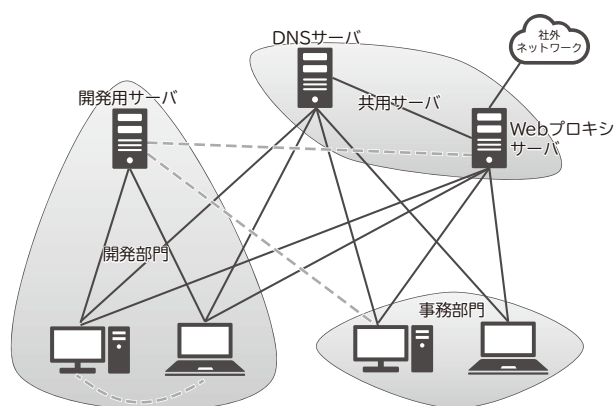 DNSサーバ
社外
ネットワーク
開発用サーバ
共用サーバ
Webプロキシ
サーバ
開発部門
事務部門